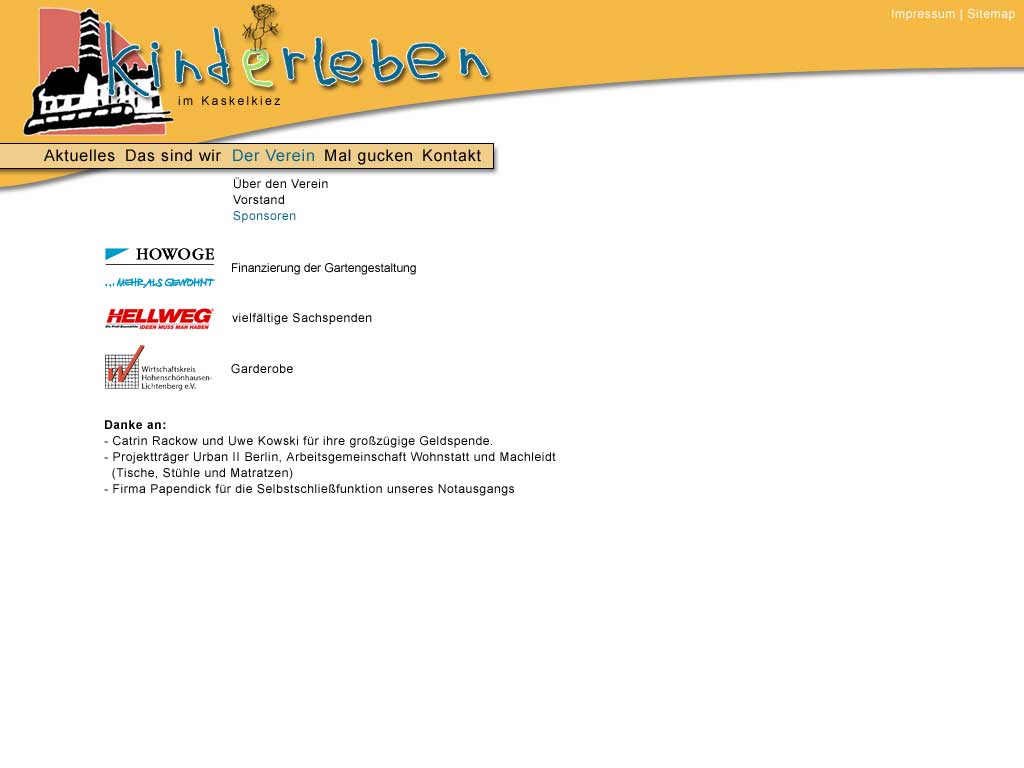 Impressum | Sitemap
kinderleben
im Kaskelkiez
Aktuelles Das sind wir Der Verein Mal gucken Kontakt
Über den Verein
Vorstand
Sponsoren
HOWOGE
...MEHR ALS GEWOHNT
Finanzierung der Gartengestaltung
HELLWEG
Die Profi-Baumärkte IDEEN MUSS MAN HABEN
vielfältige Sachspenden
Wirtschaftskreis
Hohenschönhausen-
Lichtenberg e.V.
Garderobe
Danke an:
- Catrin Rackow und Uwe Kowski für ihre großzügige Geldspende.
- Projektträger Urban II Berlin, Arbeitsgemeinschaft Wohnstatt und Machleidt
(Tische, Stühle und Matratzen)
- Firma Papendick für die Selbstschließfunktion unseres Notausgangs